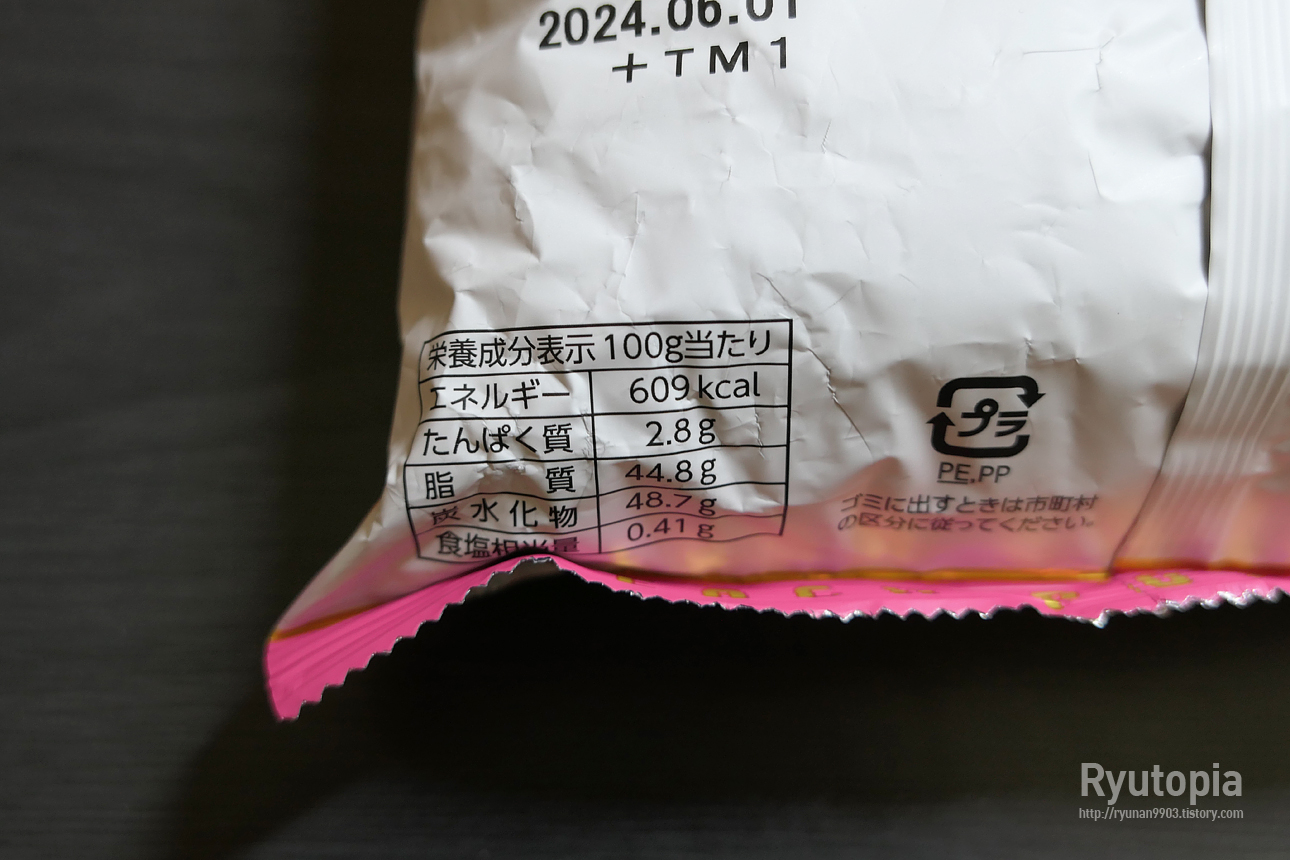 2024.06.01
+TM1
栄養成分表示100g当たり
エネルギー 609kcal
たんぱく質 2.8g
脂質 44.8g
炭水化物 48.7g
食塩相当量 0.41g
プラ
PE,PP
ゴミに出すときは市町村
の区分に従ってください。
Ryutopia
http://ryunan9903.tistory.com